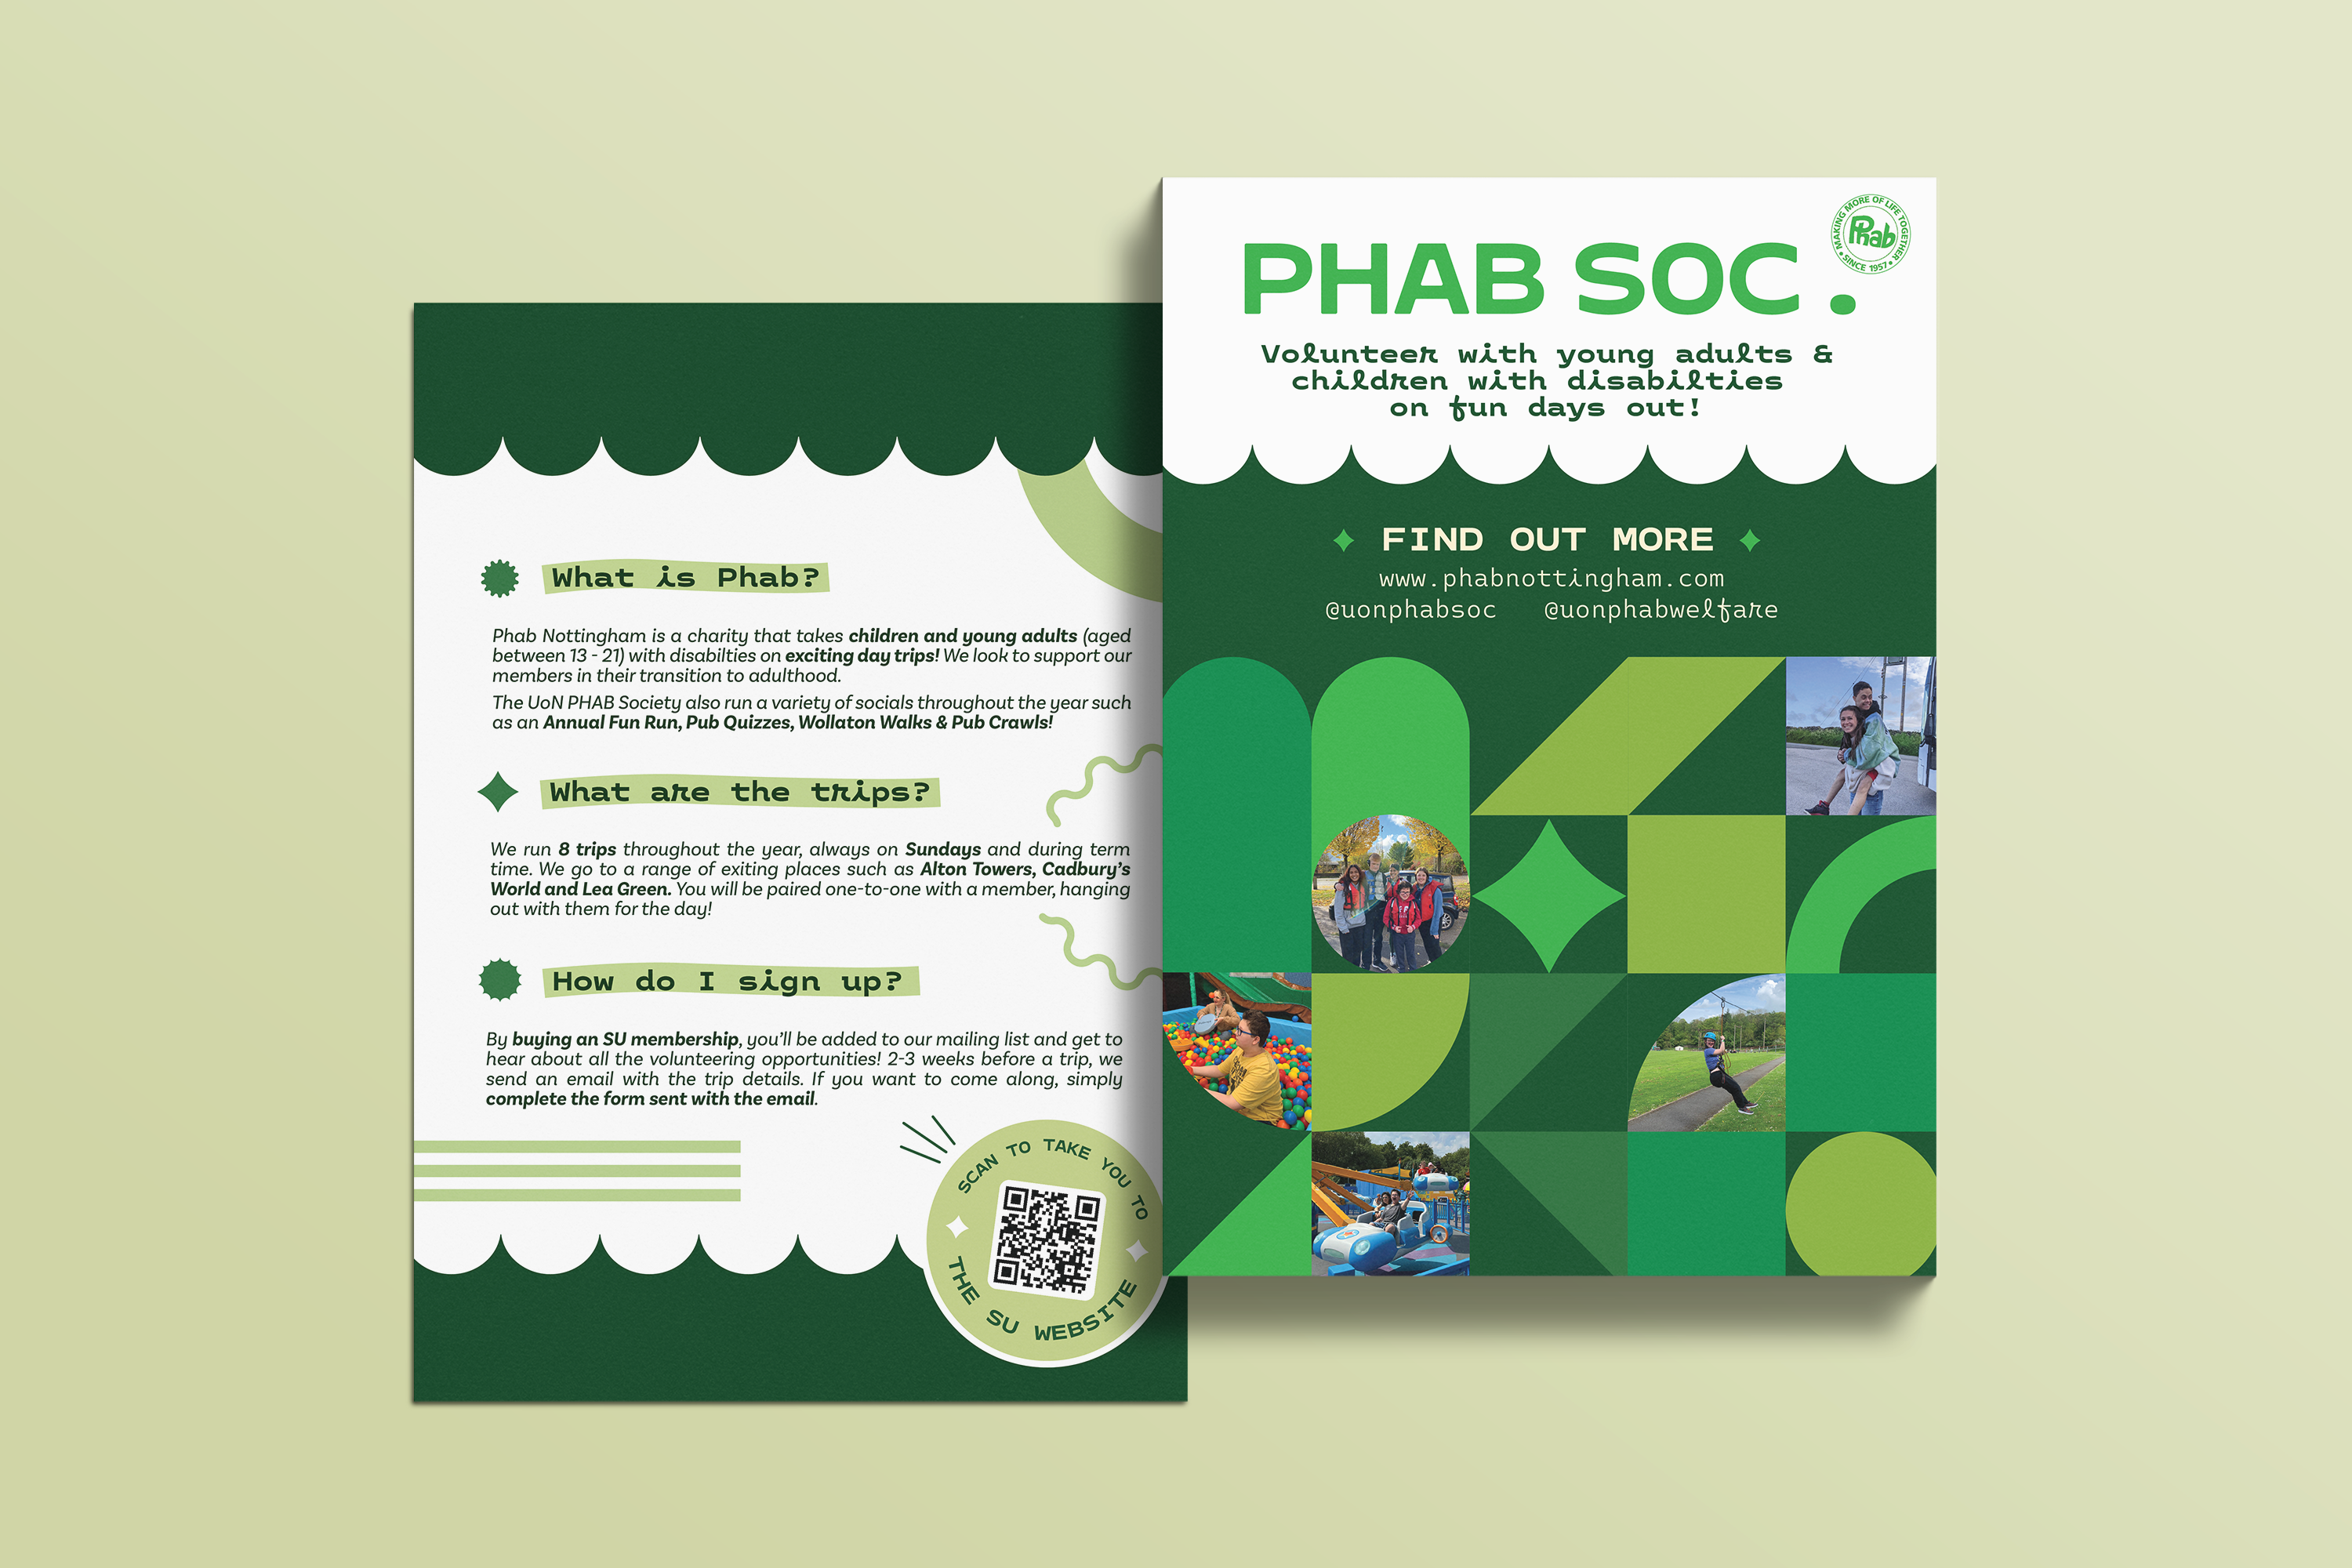 PHAB SOC.
MAKING MORE OF LIFE TOGETHER
Phab
• SINCE 1957 •
Volunteer with young adults &
children with disabilties
on fun days out!
FIND OUT MORE
www.phabnottingham.com
@uonphabsoc @uonphabwelfare
What is Phab?
Phab Nottingham is a charity that takes children and young adults (aged
between 13 - 21) with disabilties on exciting day trips! We look to support our
members in their transition to adulthood.
The UoN PHAB Society also run a variety of socials throughout the year such
as an Annual Fun Run, Pub Quizzes, Wollaton Walks & Pub Crawls!
What are the trips?
We run 8 trips throughout the year, always on Sundays and during term
time. We go to a range of exiting places such as Alton Towers, Cadbury's
World and Lea Green. You will be paired one-to-one with a member, hanging
out with them for the day!
How do I sign up?
By buying an SU membership, you'll be added to our mailing list and get to
hear about all the volunteering opportunities! 2-3 weeks before a trip, we
send an email with the trip details. If you want to come along, simply
complete the form sent with the email.
SCAN TO TAKE YOU TO
THE SU WEBSITE